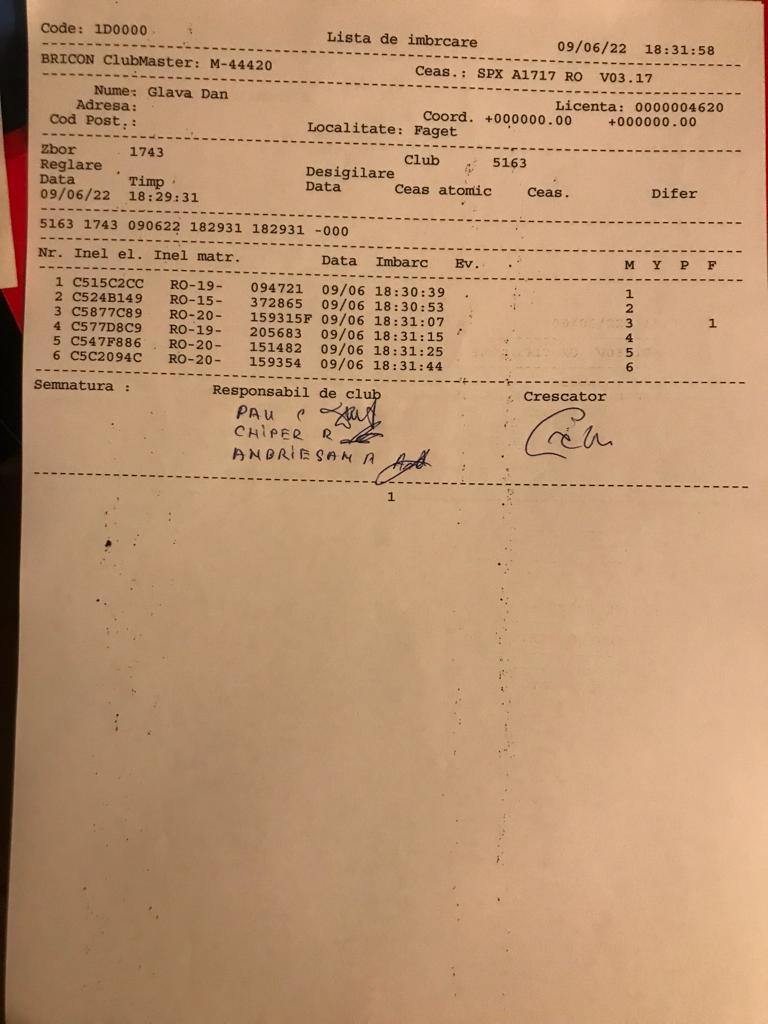 Code: 1D0000 Lista de imbrcare 09/06/22 18:31:58
BRICON ClubMaster: M-44420 Ceas.: SPX A1717 RO V03.17
Nume: Glava Dan
Adresa: Licenta: 0000004620
Cod Post.: Localitate: Faget Coord. +000000.00 +000000.00
Zbor 1743 Club 5163
Reglare Desigilare
Data Timp Data Ceas atomic Ceas. Difer
09/06/22 18:29:31
5163 1743 090622 182931 182931 -000
Nr. Inel el. Inel matr. Data Imbarc Ev. M Y P F
1 C515C2CC RO-19- 094721 09/06 18:30:39 1
2 C524B149 RO-15- 372865 09/06 18:30:53 2
3 C5877C89 RO-20- 159315F 09/06 18:31:07 3 1
4 C577D8C9 RO-19- 205683 09/06 18:31:15 4
5 C547F886 RO-20- 151482 09/06 18:31:25 5
6 C5C2094C RO-20- 159354 09/06 18:31:44 6
Semnatura : Responsabil de club Crescator
PAU C
CHIPER R
ANDRIESAN A
1